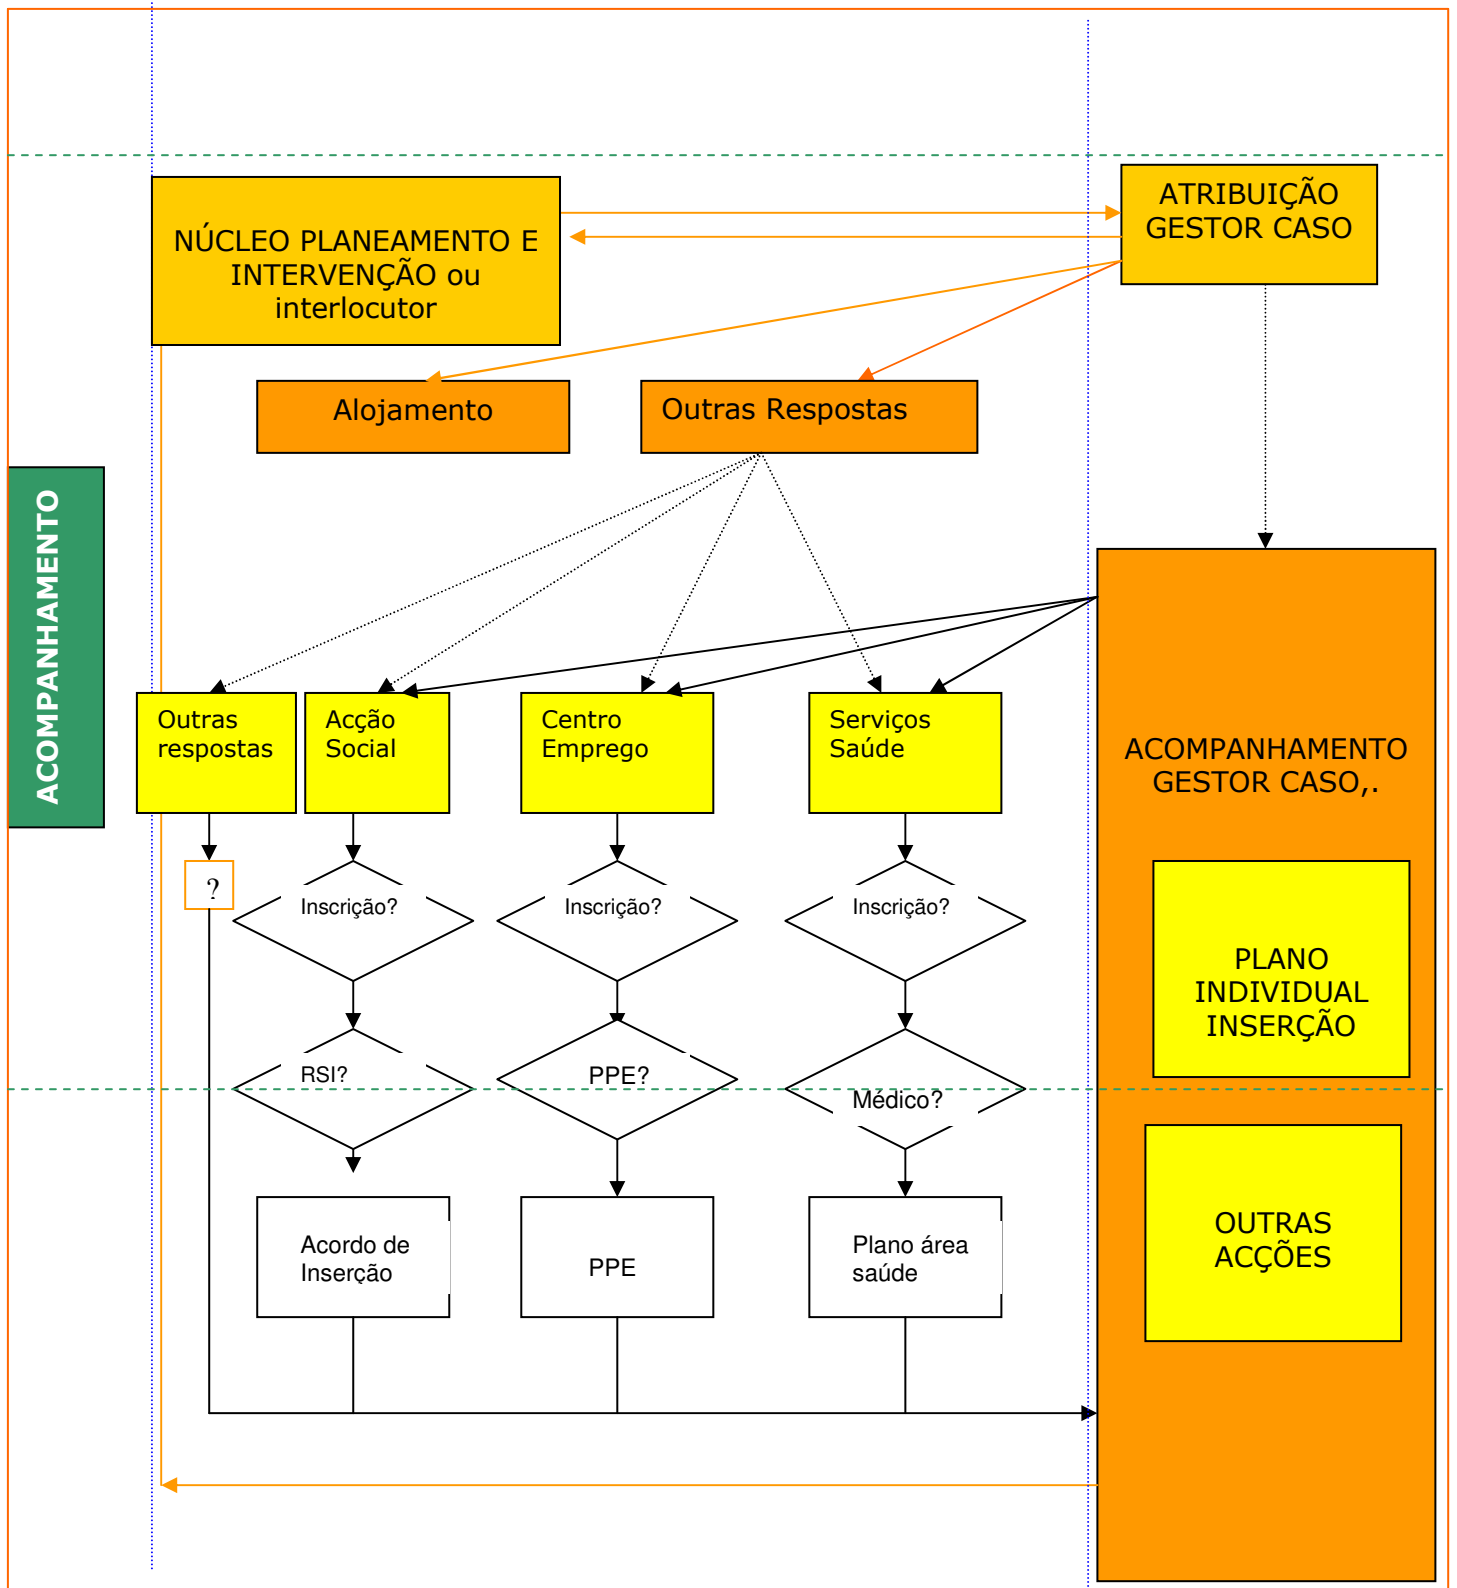 ATRIBUIÇÃO
GESTOR CASO
NÚCLEO PLANEAMENTO E
INTERVENÇÃO ou
interlocutor
Alojamento
Outras Respostas
ACOMPANHAMENTO
Outras
respostas
Acção
Social
Centro
Emprego
Serviços
Saúde
ACOMPANHAMENTO
GESTOR CASO,.
?
Inscrição?
Inscrição?
Inscrição?
PLANO
INDIVIDUAL
INSERÇÃO
RSI?
PPE?
Médico?
Acordo de
Inserção
PPE
Plano área
saúde
OUTRAS
ACÇÕES